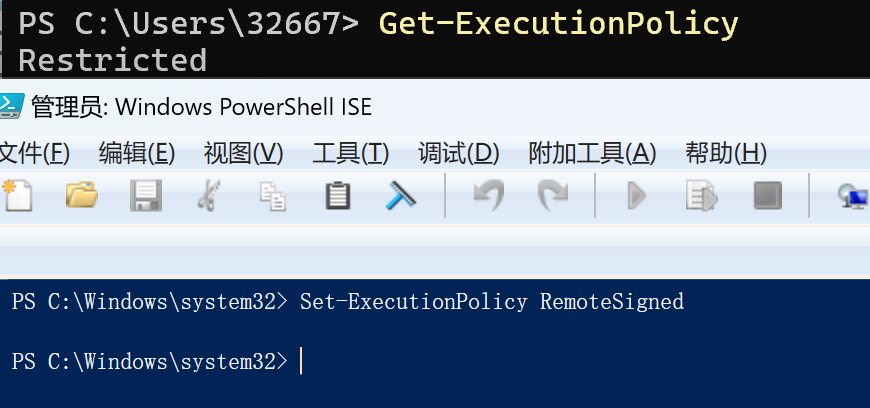 PS C:\Users\32667> Get-ExecutionPolicy
Restricted
管理员: Windows PowerShell ISE
文件(F) 编辑(E) 视图(V) 工具(T) 调试(D) 附加工具(A) 帮助(H)
PS C:\Windows\system32> Set-ExecutionPolicy RemoteSigned
PS C:\Windows\system32>